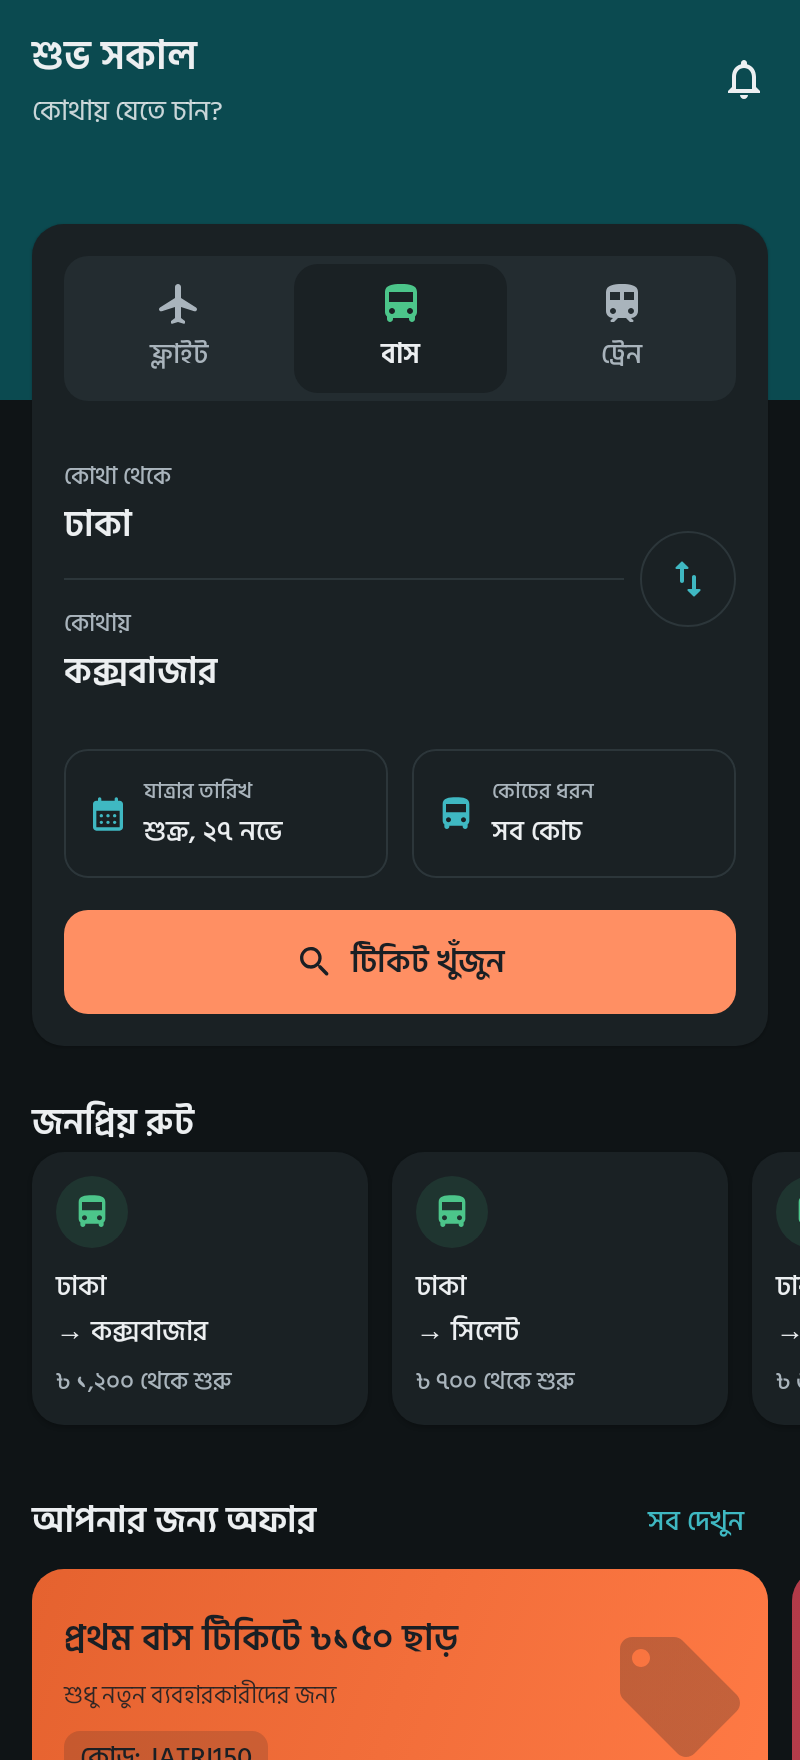 শুভ সকাল
কোথায় যেতে চান?
ফ্লাইট
বাস
ট্রেন
কোথা থেকে
ঢাকা
কোথায়
কক্সবাজার
যাত্রার তারিখ
শুক্র, ২৭ নভে
কোচের ধরন
সব কোচ
টিকিট খুঁজুন
জনপ্রিয় রুট
ঢাকা
→ কক্সবাজার
৳ ১,২০০ থেকে শুরু
ঢাকা
→ সিলেট
৳ ৭০০ থেকে শুরু
→
৳
আপনার জন্য অফার
সব দেখুন
প্রথম বাস টিকিটে ৳১৫০ ছাড়
শুধু নতুন ব্যবহারকারীদের জন্য
কোড: JATRI150